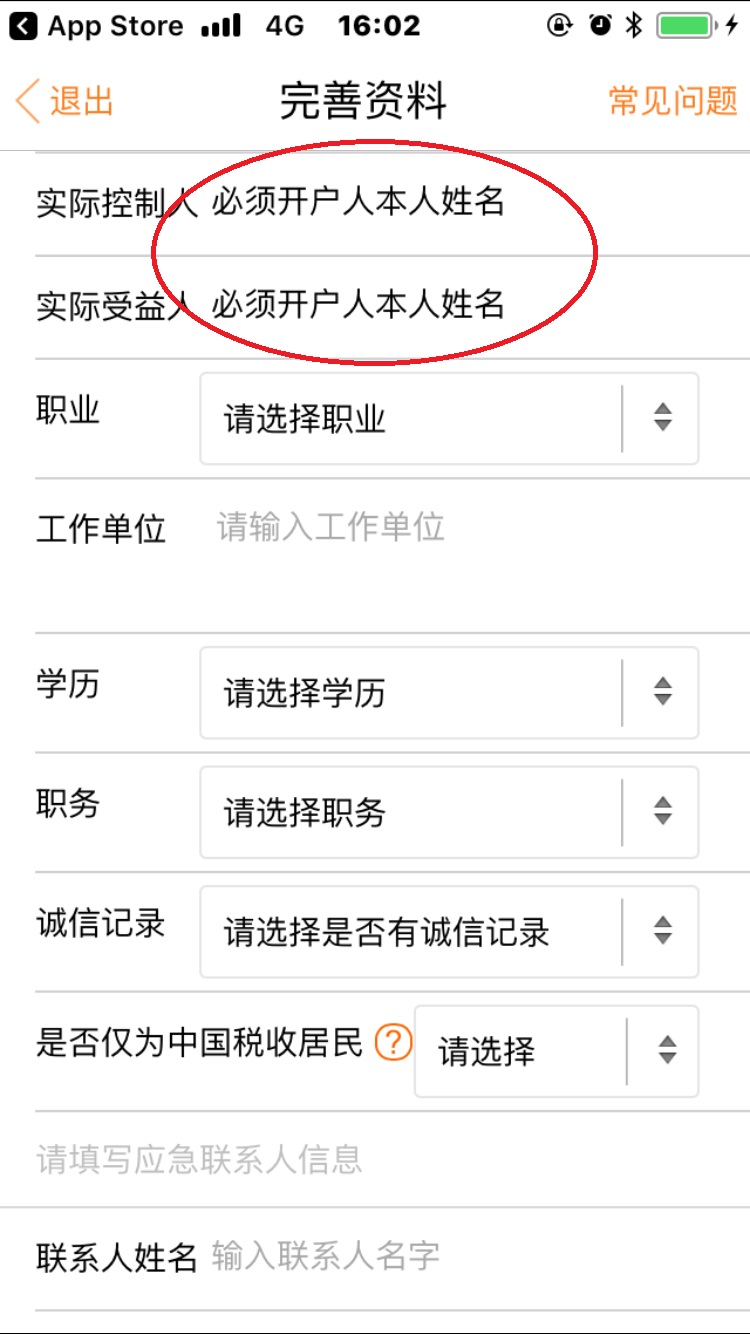 App Store 4G 16:02
退出 完善资料 常见问题
实际控制人 必须开户人本人姓名
实际受益人 必须开户人本人姓名
职业 请选择职业
工作单位 请输入工作单位
学历 请选择学历
职务 请选择职务
诚信记录 请选择是否有诚信记录
是否仅为中国税收居民 ? 请选择
请填写应急联系人信息
联系人姓名 输入联系人名字